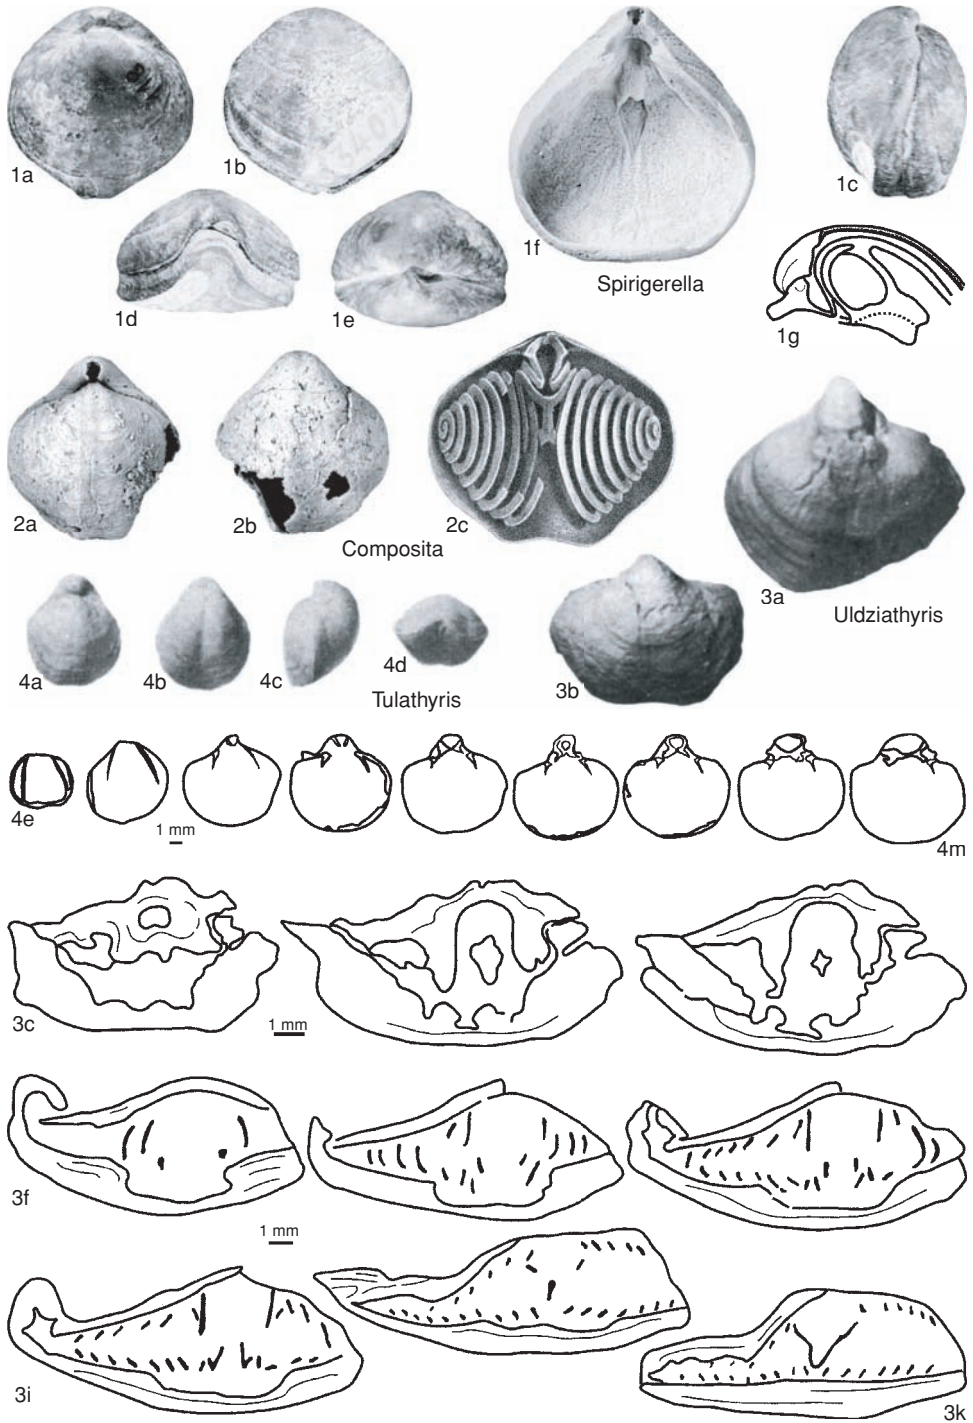 1a
1b
1c
1d
1e
1f
Spirigerella
1g
2a
2b
2c
Composita
3a
Uldziathyris
3b
4a
4b
4c
4d
Tulathyris
4e
1 mm
4m
3c
1 mm
3f
1 mm
3i
3k